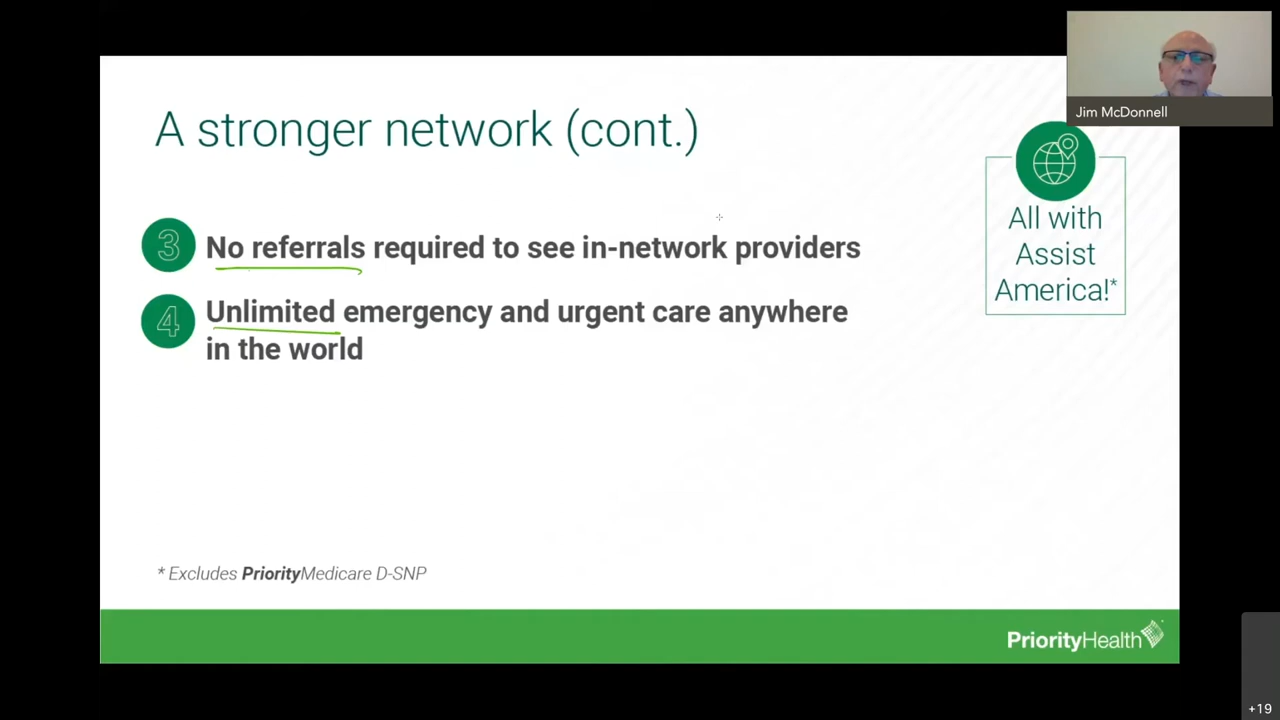 A stronger network (cont.)
Jim McDonnell
3 No referrals required to see in-network providers
4 Unlimited emergency and urgent care anywhere
in the world
All with
Assist
America!*
* Excludes PriorityMedicare D-SNP
PriorityHealth
+19